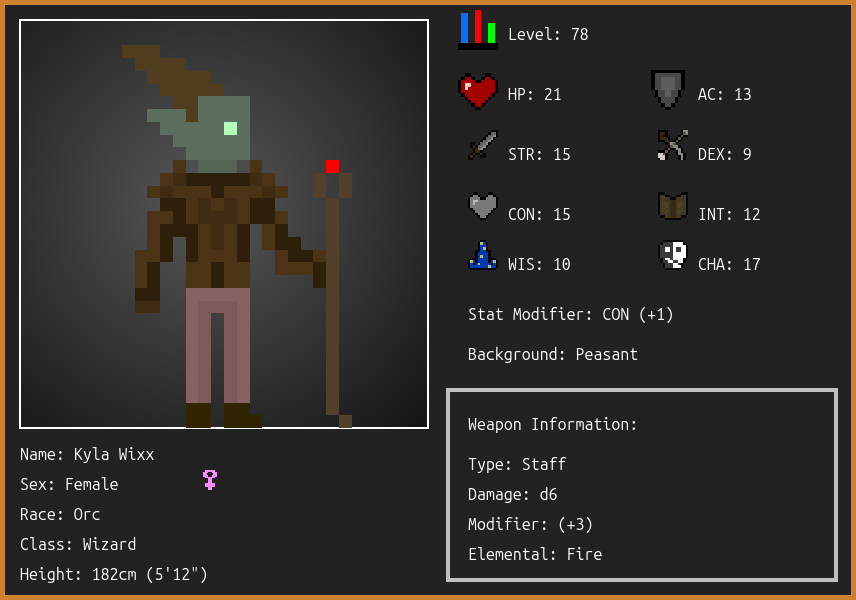 Level: 78
HP: 21
AC: 13
STR: 15
DEX: 9
CON: 15
INT: 12
WIS: 10
CHA: 17
Stat Modifier: CON (+1)
Background: Peasant
Weapon Information:
Type: Staff
Damage: d6
Modifier: (+3)
Elemental: Fire
Name: Kyla Wixx
Sex: Female
Race: Orc
Class: Wizard
Height: 182cm (5'12")